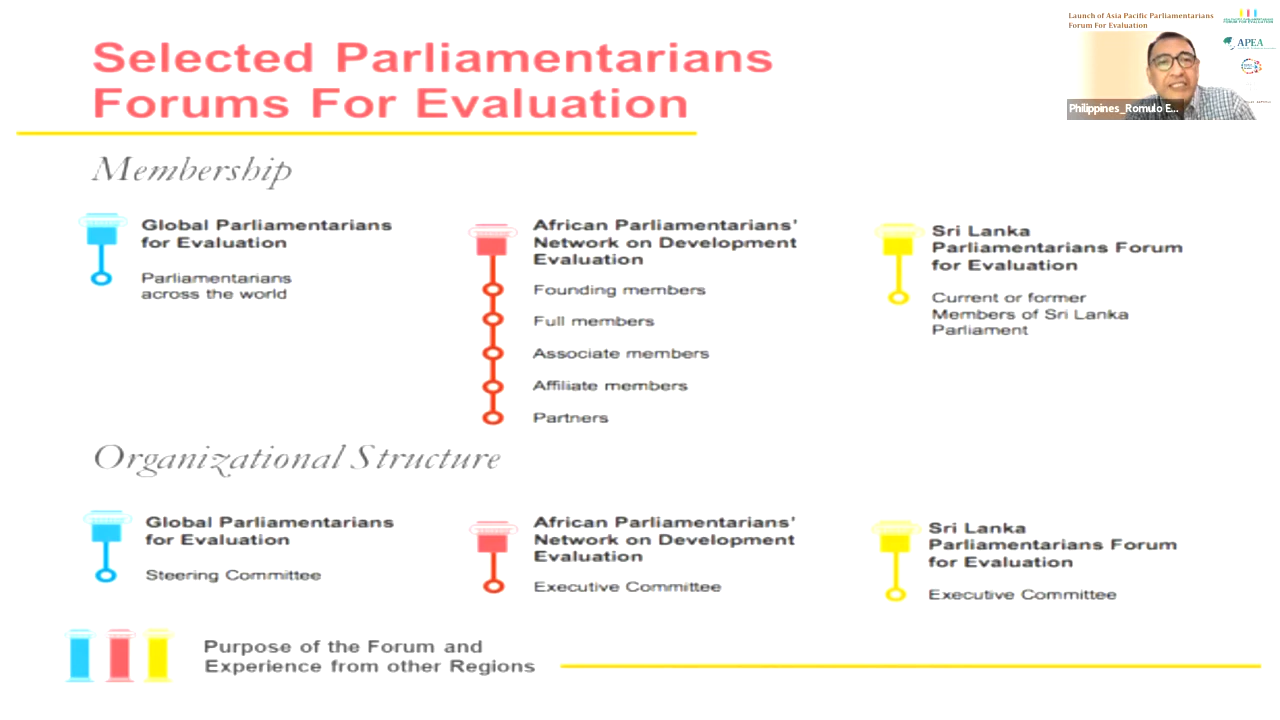 Launch of Asia Pacific Parliamentarians
Forum For Evaluation
APEA
Philippines_Romulo E...
Selected Parliamentarians
Forums For Evaluation
Membership
Global Parliamentarians
for Evaluation
Parliamentarians
across the world
African Parliamentarians'
Network on Development
Evaluation
Founding members
Full members
Associate members
Affiliate members
Partners
Sri Lanka
Parliamentarians Forum
for Evaluation
Current or former
Members of Sri Lanka
Parliament
Organizational Structure
Global Parliamentarians
for Evaluation
Steering Committee
African Parliamentarians'
Network on Development
Evaluation
Executive Committee
Sri Lanka
Parliamentarians Forum
for Evaluation
Executive Committee
Purpose of the Forum and
Experience from other Regions